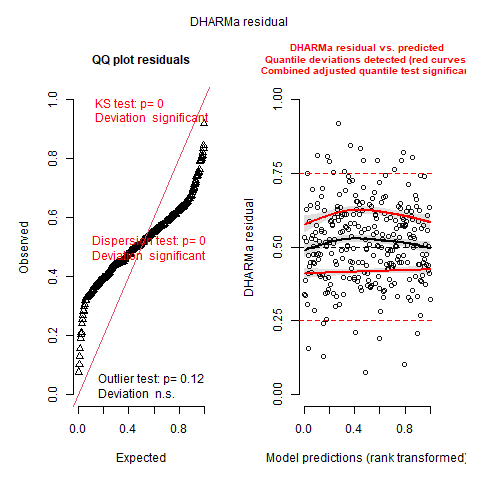 DHARMa residual
QQ plot residuals
KS test: p= 0
Deviation significant
Dispersion test: p= 0
Deviation significant
Outlier test: p= 0.12
Deviation n.s.
Observed
0.0
0.2
0.4
0.6
0.8
1.0
0.0
0.4
0.8
Expected
DHARMa residual vs. predicted
Quantile deviations detected (red curves
Combined adjusted quantile test significan
DHARMa residual
0.00
0.25
0.50
0.75
1.00
0.0
0.4
0.8
Model predictions (rank transformed)